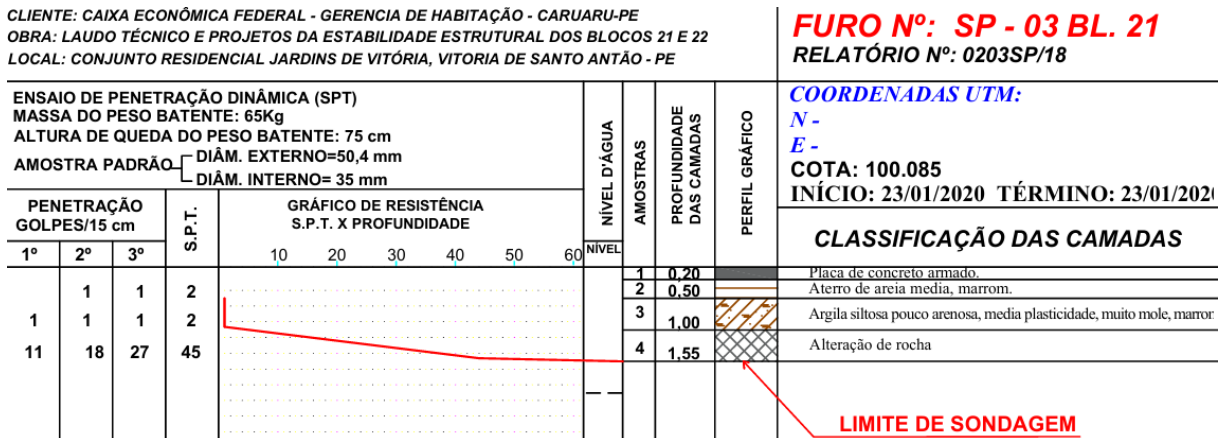 CLIENTE: CAIXA ECONÔMICA FEDERAL - GERENCIA DE HABITAÇÃO - CARUARU-PE
OBRA: LAUDO TÉCNICO E PROJETOS DA ESTABILIDADE ESTRUTURAL DOS BLOCOS 21 E 22
LOCAL: CONJUNTO RESIDENCIAL JARDINS DE VITÓRIA, VITORIA DE SANTO ANTÃO - PE
FURO Nº: SP - 03 BL. 21
RELATÓRIO Nº: 0203SP/18
ENSAIO DE PENETRAÇÃO DINÂMICA (SPT)
MASSA DO PESO BATENTE: 65Kg
ALTURA DE QUEDA DO PESO BATENTE: 75 cm
AMOSTRA PADRÃO
DIÂM. EXTERNO=50,4 mm
DIÂM. INTERNO= 35 mm
PENETRAÇÃO
GOLPES/15 cm
1º 2º 3º
S.P.T.
GRÁFICO DE RESISTÊNCIA
S.P.T. X PROFUNDIDADE
10 20 30 40 50 60
NÍVEL D'ÁGUA
NÍVEL
AMOSTRAS
PROFUNDIDADE
DAS CAMADAS
PERFIL GRÁFICO
COORDENADAS UTM:
N -
E -
COTA: 100.085
INÍCIO: 23/01/2020 TÉRMINO: 23/01/202
CLASSIFICAÇÃO DAS CAMADAS
1 0,20 Placa de concreto armado.
2 0.50 Aterro de areia media, marrom.
1 1 2
3 1,00 Argila siltosa pouco arenosa, media plasticidade, muito mole, marror
1 1 1 2
4 1,55 Alteração de rocha
11 18 27 45
LIMITE DE SONDAGEM